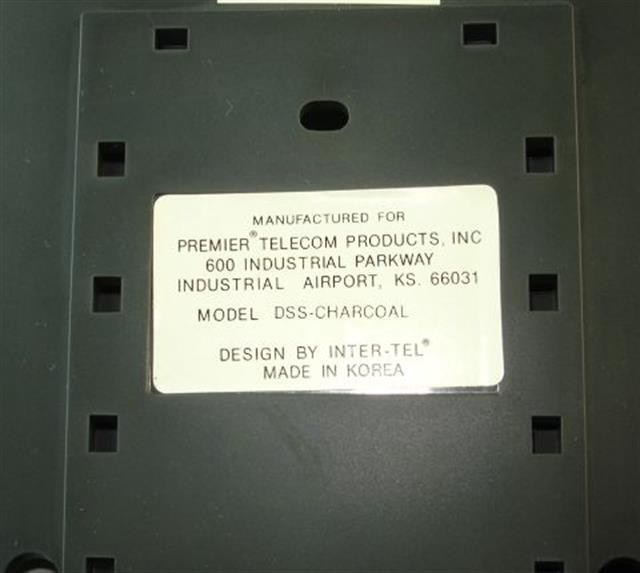 MANUFACTURED FOR
PREMIER® TELECOM PRODUCTS, INC
600 INDUSTRIAL PARKWAY
INDUSTRIAL AIRPORT, KS. 66031
MODEL DSS-CHARCOAL
DESIGN BY INTER-TEL®
MADE IN KOREA